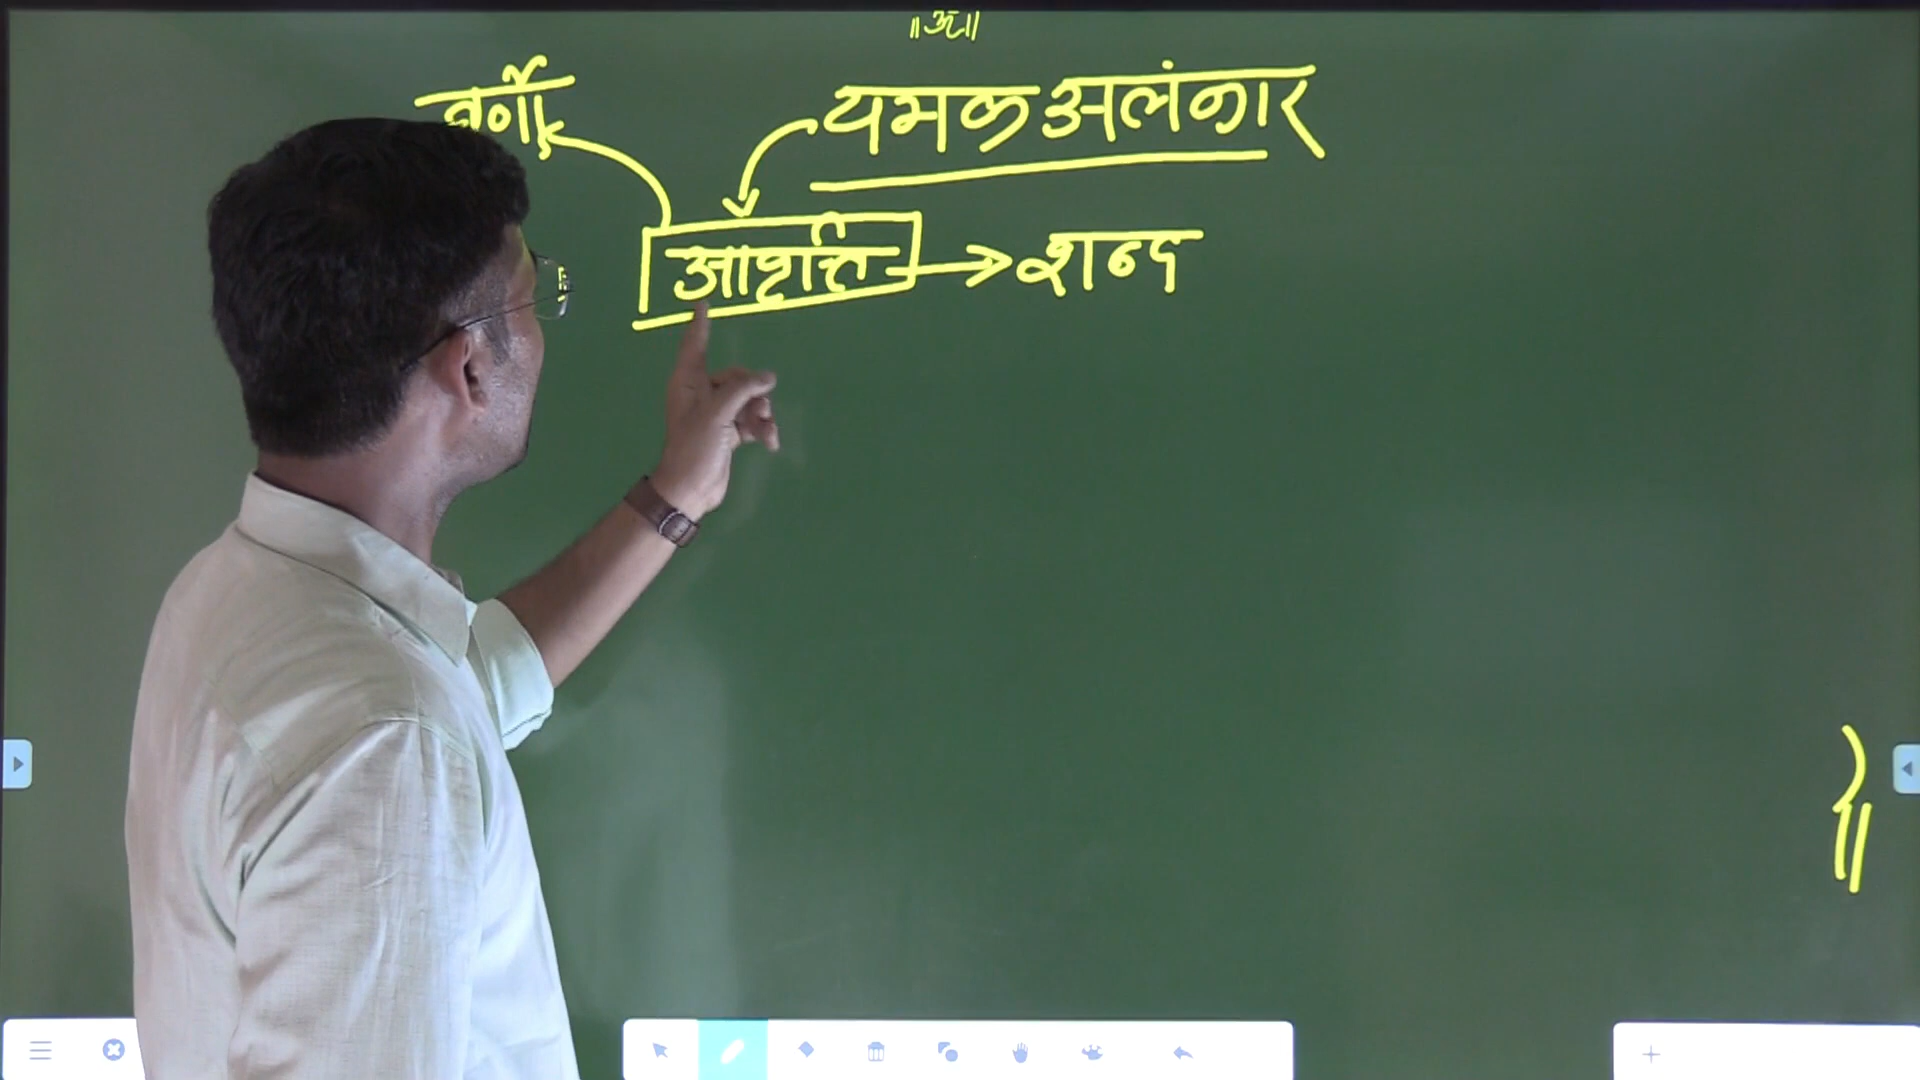 ॥ॐ॥
वर्गों यमक अलंकार
आवृत्ति → शब्द